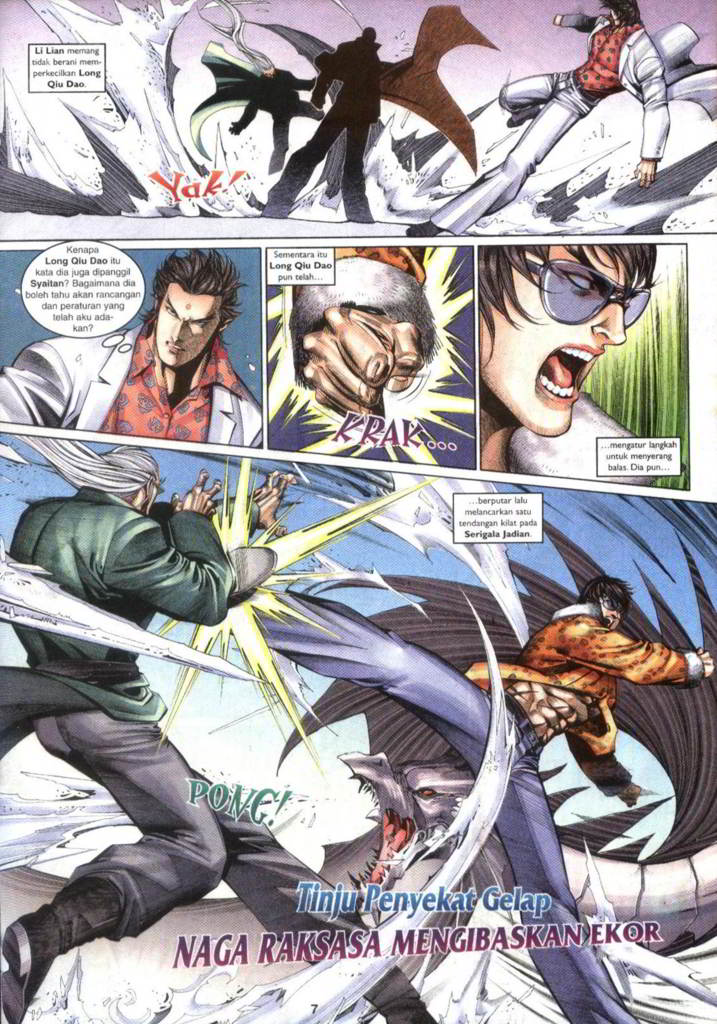 Li Lian memang
tidak berani mem-
perkecilkan Long
Qiu Dao.
Yak!
Kenapa
Long Qiu Dao itu
kata dia juga dipanggil
Syaitan? Bagaimana dia
boleh tahu akan rancangan
dan peraturan yang
telah aku ada-
kan?
Sementara itu
Long Qiu Dao
pun telah...
KRAK...
...mengatur langkah
untuk menyerang
balas. Dia pun...
...berputar lalu
melancarkan satu
tendangan kilat pada
Serigala Jadian.
PONG!
Tinju Penyekat Gelap
NAGA RAKSASA MENGIBASKAN EKOR
7